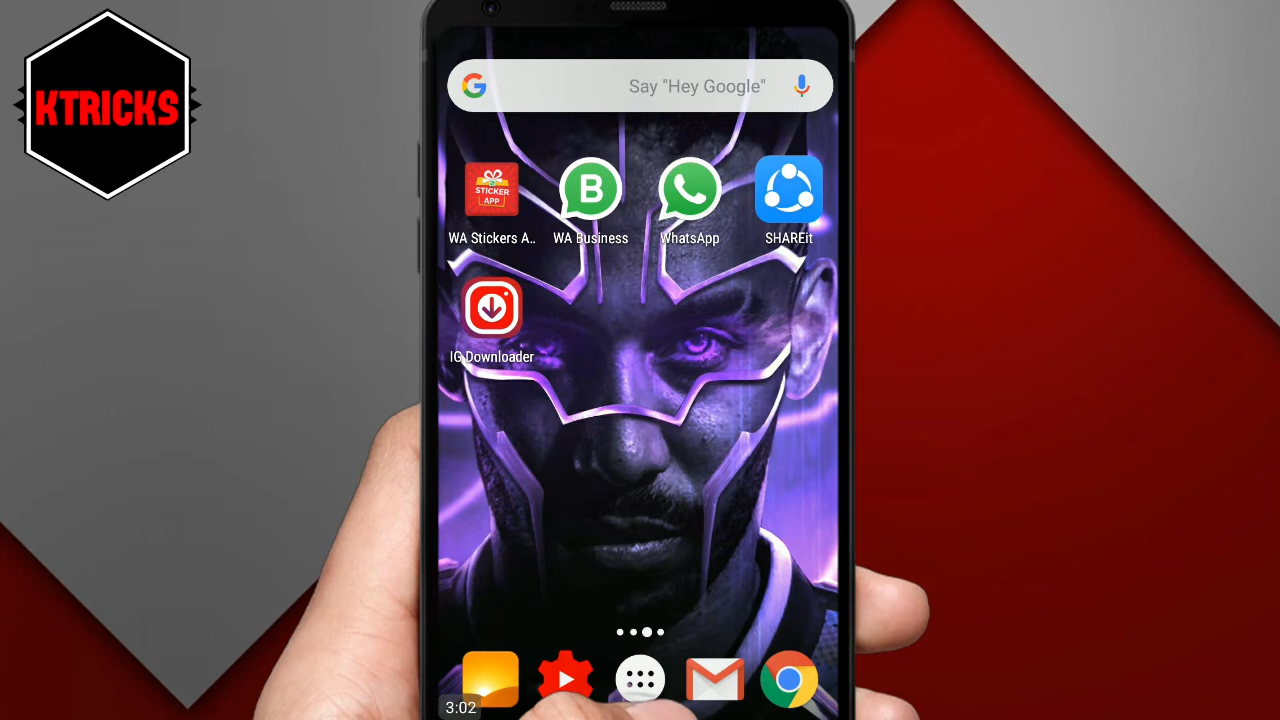 KTRICKS
Say "Hey Google"
STICKER
APP
B
WA Stickers A..
WA Business
WhatsApp
SHAREit
IG Downloader
3:02